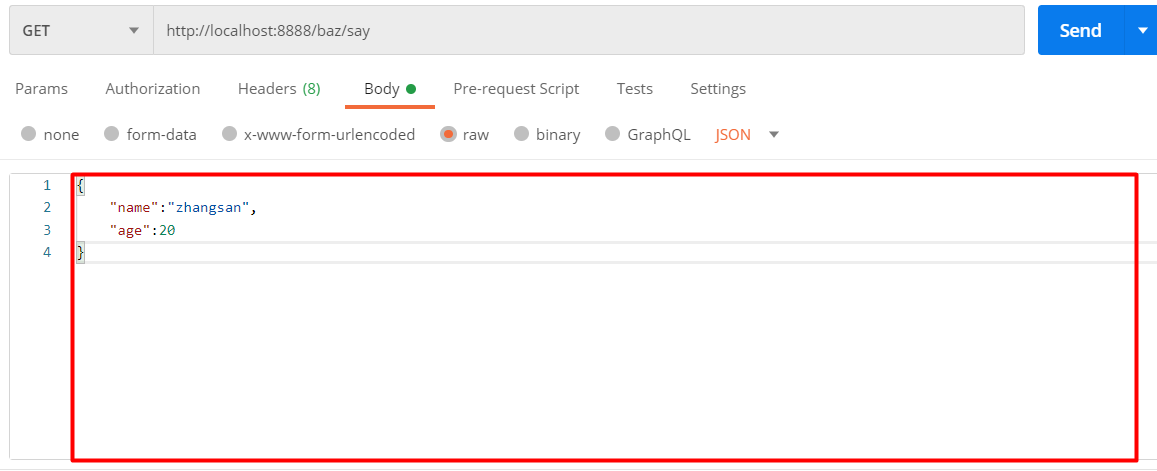 GET http://localhost:8888/baz/say Send
Params Authorization Headers (8) Body Pre-request Script Tests Settings
none form-data x-www-form-urlencoded raw binary GraphQL JSON
1 {
2 "name":"zhangsan",
3 "age":20
4 }